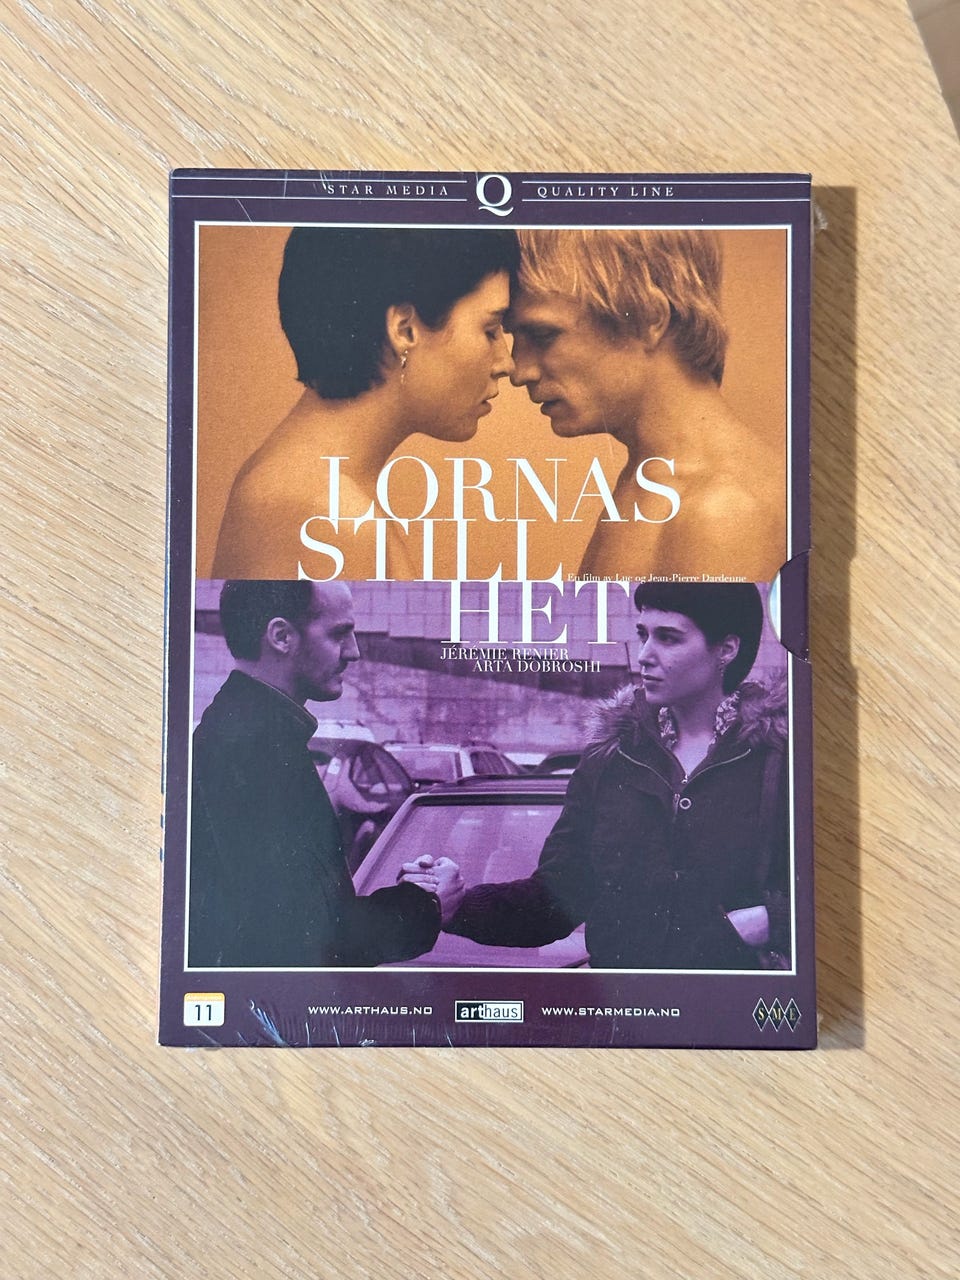 STAR MEDIA Q QUALITY LINE
LORNAS
STILL
En film av Luc og Jean-Pierre Dardenne
HET
JÉRÉMIE RENIER
ARTA DOBROSHI
11 WWW.ARTHAUS.NO arthaus WWW.STARMEDIA.NO SME